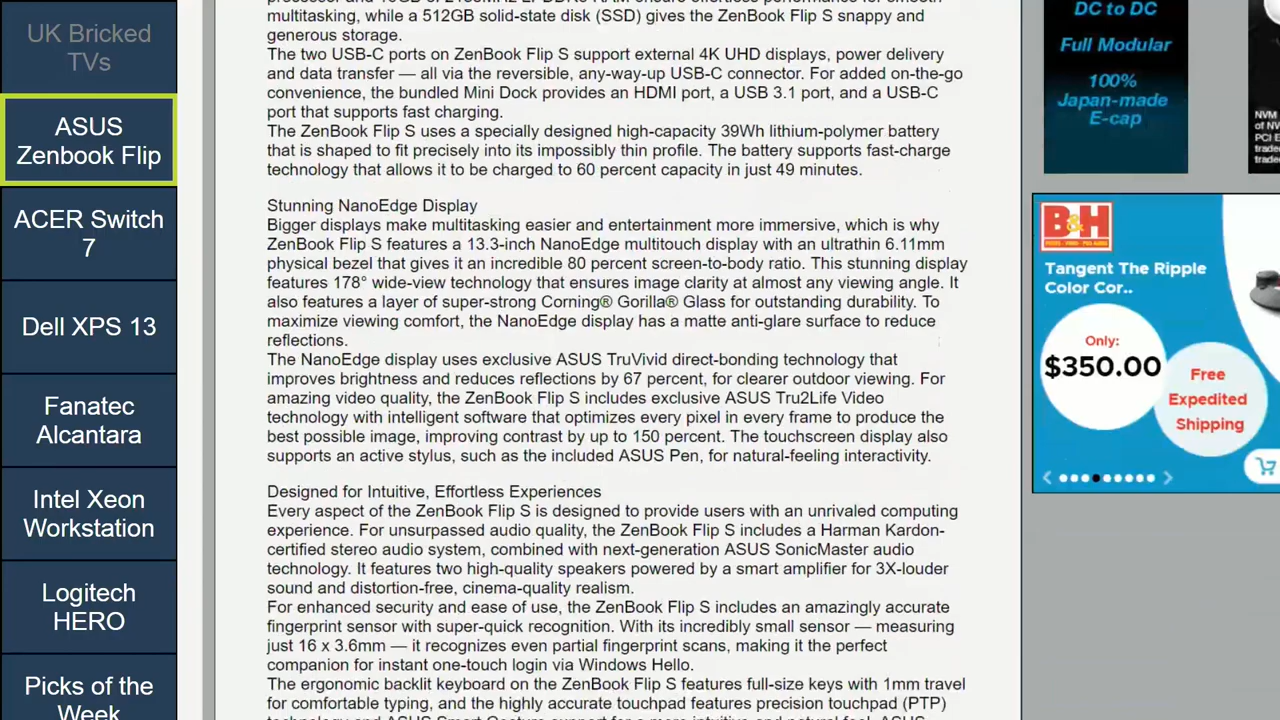 UK Bricked
TVs
ASUS
Zenbook Flip
ACER Switch
7
Dell XPS 13
Fanatec
Alcantara
Intel Xeon
Workstation
Logitech
HERO
Picks of the
Week
multitasking, while a 512GB solid-state disk (SSD) gives the ZenBook Flip S snappy and
generous storage.
The two USB-C ports on ZenBook Flip S support external 4K UHD displays, power delivery
and data transfer — all via the reversible, any-way-up USB-C connector. For added on-the-go
convenience, the bundled Mini Dock provides an HDMI port, a USB 3.1 port, and a USB-C
port that supports fast charging.
The ZenBook Flip S uses a specially designed high-capacity 39Wh lithium-polymer battery
that is shaped to fit precisely into its impossibly thin profile. The battery supports fast-charge
technology that allows it to be charged to 60 percent capacity in just 49 minutes.
Stunning NanoEdge Display
Bigger displays make multitasking easier and entertainment more immersive, which is why
ZenBook Flip S features a 13.3-inch NanoEdge multitouch display with an ultrathin 6.11mm
physical bezel that gives it an incredible 80 percent screen-to-body ratio. This stunning display
features 178° wide-view technology that ensures image clarity at almost any viewing angle. It
also features a layer of super-strong Corning® Gorilla® Glass for outstanding durability. To
maximize viewing comfort, the NanoEdge display has a matte anti-glare surface to reduce
reflections.
The NanoEdge display uses exclusive ASUS TruVivid direct-bonding technology that
improves brightness and reduces reflections by 67 percent, for clearer outdoor viewing. For
amazing video quality, the ZenBook Flip S includes exclusive ASUS Tru2Life Video
technology with intelligent software that optimizes every pixel in every frame to produce the
best possible image, improving contrast by up to 150 percent. The touchscreen display also
supports an active stylus, such as the included ASUS Pen, for natural-feeling interactivity.
Designed for Intuitive, Effortless Experiences
Every aspect of the ZenBook Flip S is designed to provide users with an unrivaled computing
experience. For unsurpassed audio quality, the ZenBook Flip S includes a Harman Kardon-
certified stereo audio system, combined with next-generation ASUS SonicMaster audio
technology. It features two high-quality speakers powered by a smart amplifier for 3X-louder
sound and distortion-free, cinema-quality realism.
For enhanced security and ease of use, the ZenBook Flip S includes an amazingly accurate
fingerprint sensor with super-quick recognition. With its incredibly small sensor — measuring
just 16 x 3.6mm — it recognizes even partial fingerprint scans, making it the perfect
companion for instant one-touch login via Windows Hello.
The ergonomic backlit keyboard on the ZenBook Flip S features full-size keys with 1mm travel
for comfortable typing, and the highly accurate touchpad features precision touchpad (PTP)
DC to DC
Full Modular
100%
Japan-made
E-cap
NVM
of NV
PCI E
trade
trade
B&H
Tangent The Ripple
Color Cor..
Only:
$350.00
Free
Expedited
Shipping